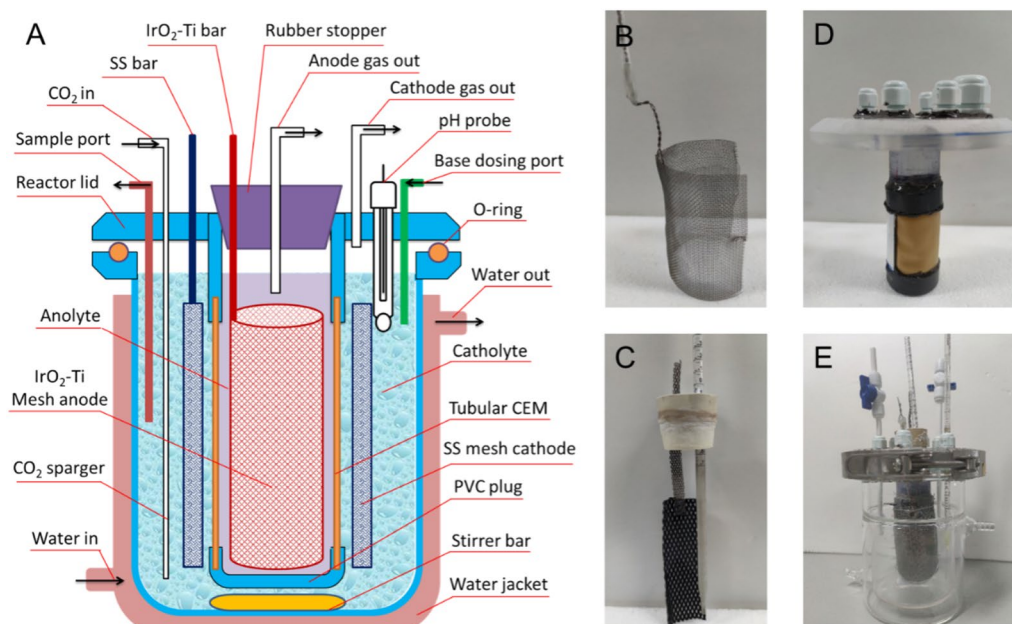 A
IrO2-Ti bar
Rubber stopper
SS bar
Anode gas out
CO2 in
Cathode gas out
Sample port
pH probe
Reactor lid
Base dosing port
O-ring
Water out
Anolyte
IrO2-Ti
Mesh anode
Catholyte
Tubular CEM
CO2 sparger
SS mesh cathode
PVC plug
Water in
Stirrer bar
Water jacket
B
C
D
E